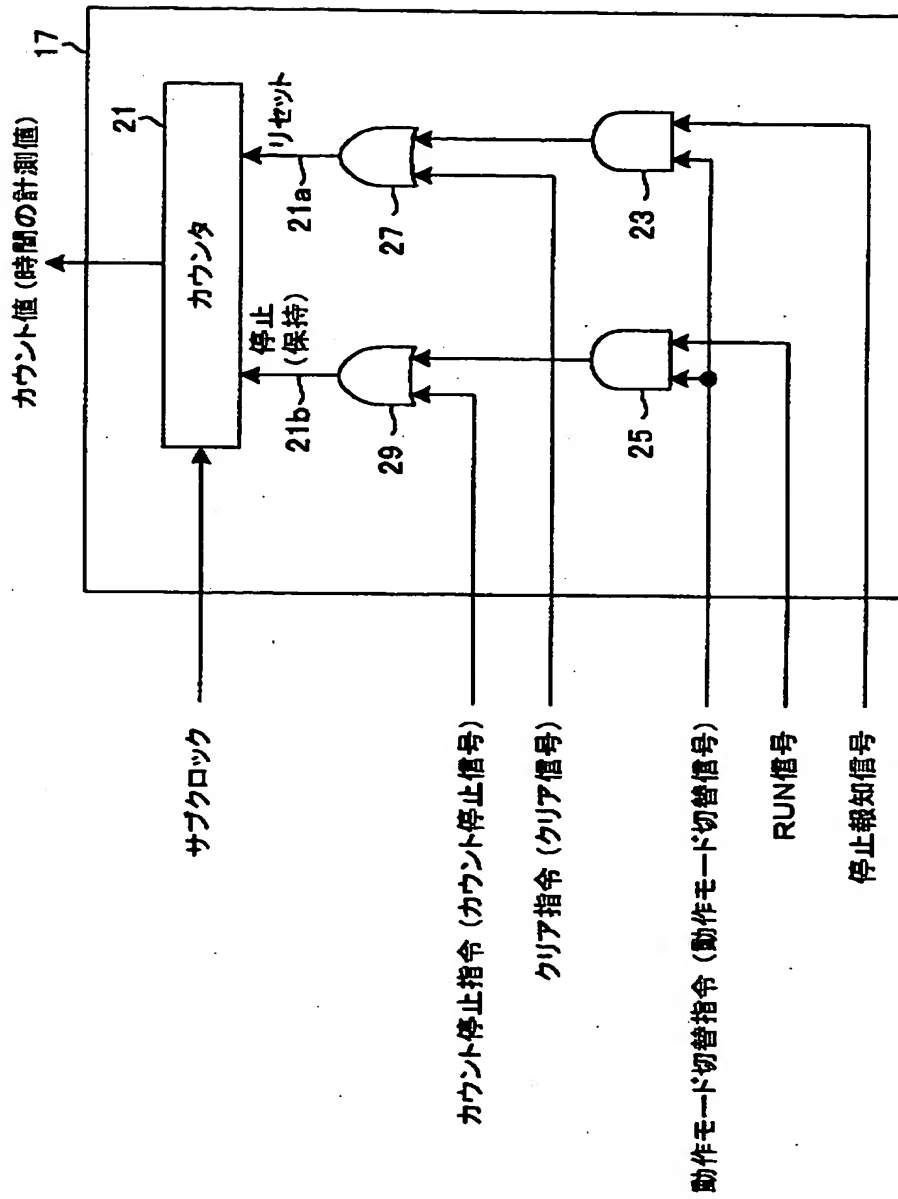 カウント値 (時間の計測値)
17
21
カウンタ
リセット
21a
停止
(保持)
21b
27
29
23
25
サブクロック
カウント停止指令 (カウント停止信号)
クリア指令 (クリア信号)
動作モード切替指令 (動作モード切替信号)
RUN信号
停止報知信号